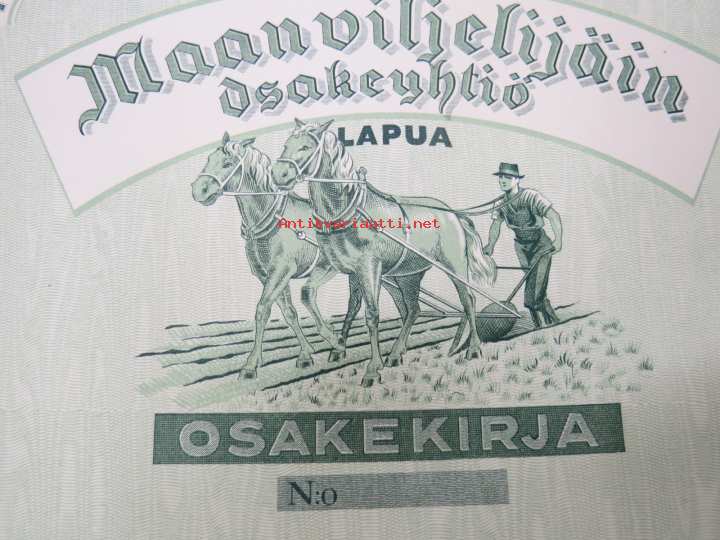 Maanviljelijäin
osakeyhtiö
LAPUA
Antikvariaatti.net
OSAKEKIRJA
N:o